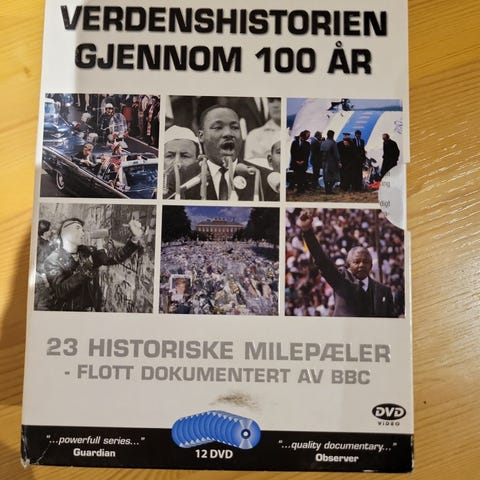 VERDENSHISTORIEN
GJENNOM 100 ÅR
23 HISTORISKE MILEPÆLER
- FLOTT DOKUMENTERT AV BBC
DVD
VIDEO
"...powerfull series..."
Guardian
12 DVD
"...quality documentary..."
Observer